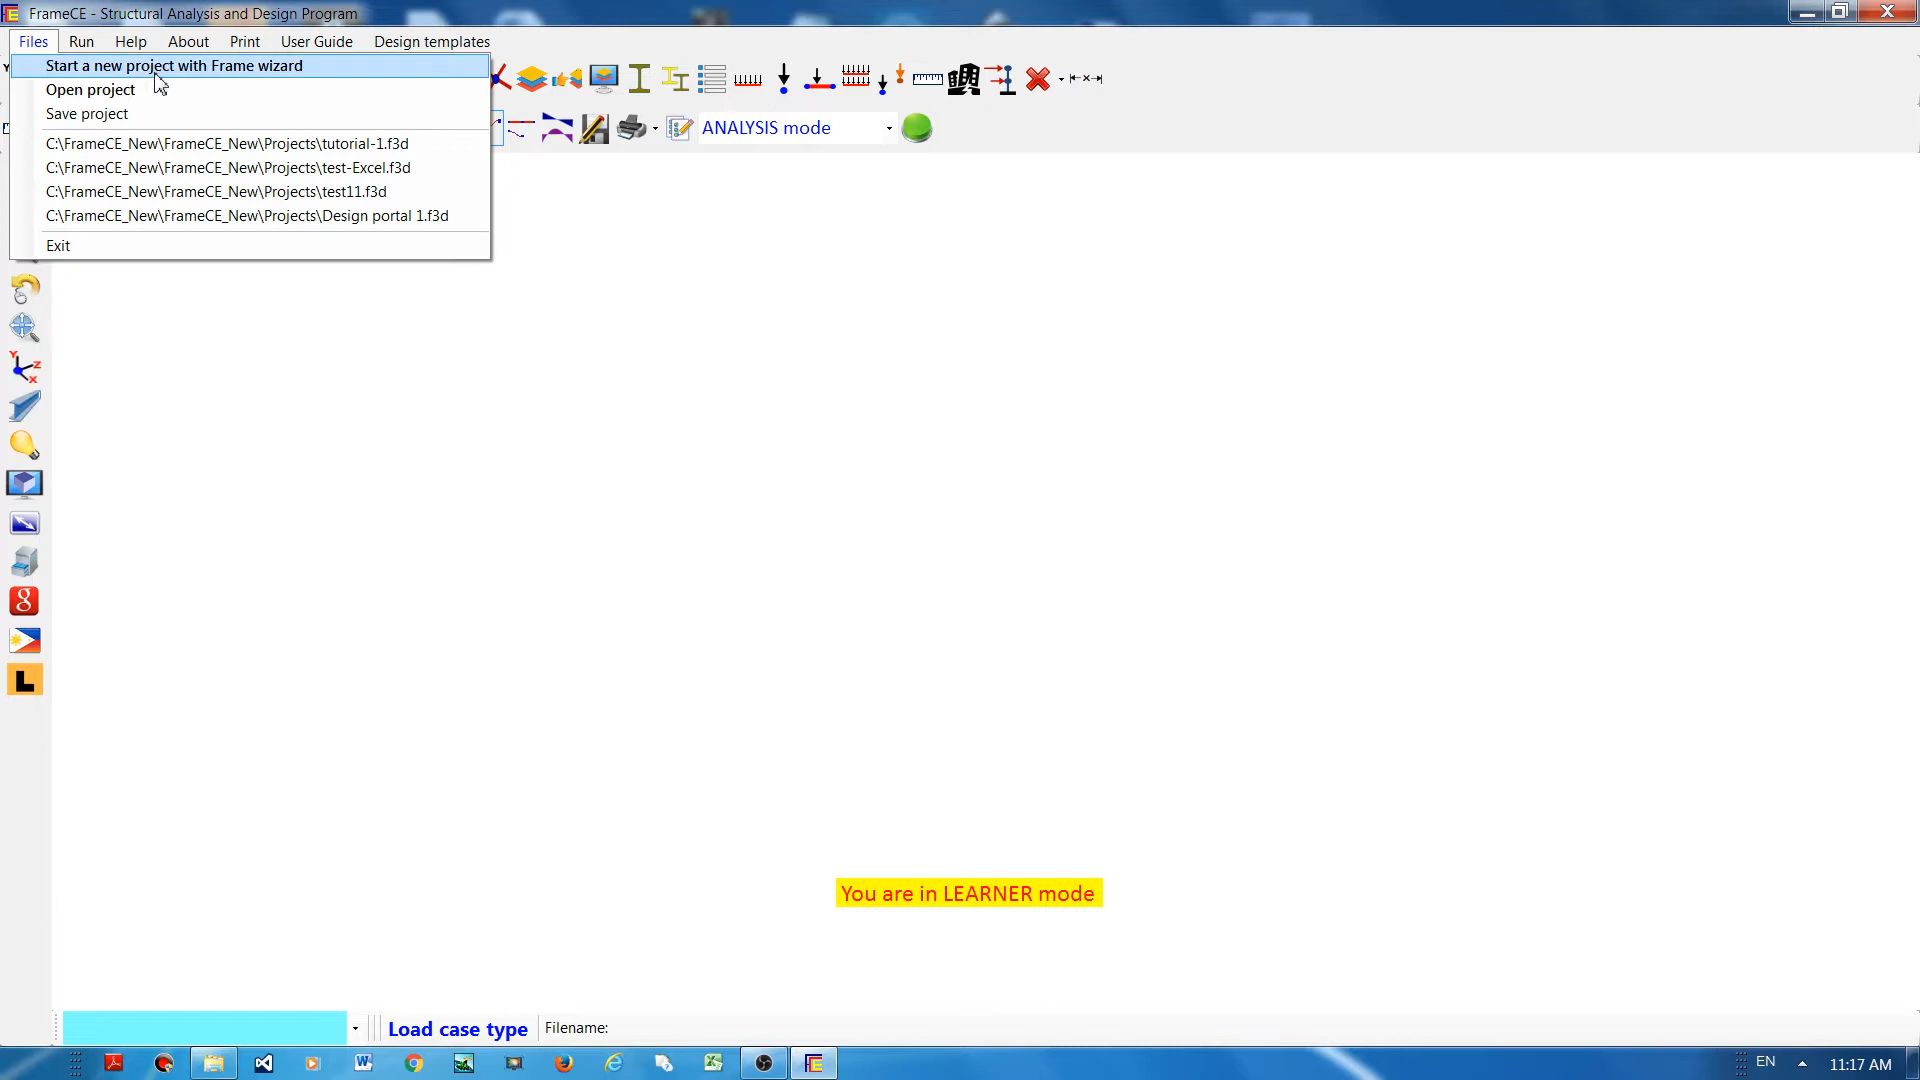 FrameCE - Structural Analysis and Design Program
Files Run Help About Print User Guide Design templates
Start a new project with Frame wizard
Open project
Save project
C:\FrameCE_New\FrameCE_New\Projects\tutorial-1.f3d
C:\FrameCE_New\FrameCE_New\Projects\test-Excel.f3d
C:\FrameCE_New\FrameCE_New\Projects\test11.f3d
C:\FrameCE_New\FrameCE_New\Projects\Design portal 1.f3d
Exit
ANALYSIS mode
You are in LEARNER mode
Load case type Filename:
EN 11:17 AM